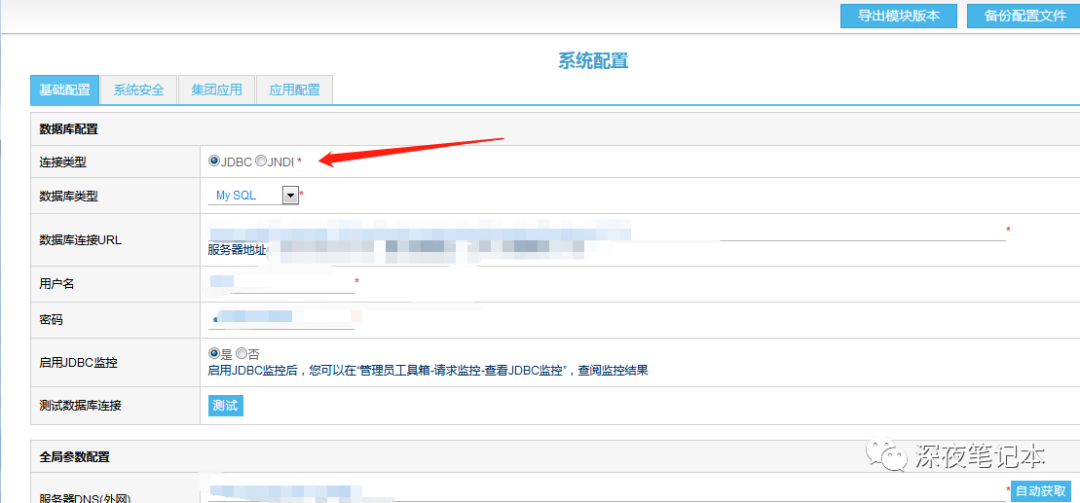 导出模块版本 备份配置文件
系统配置
基础配置 系统安全 集团应用 应用配置
数据库配置
连接类型 JDBC JNDI *
数据库类型 My SQL *
数据库连接URL *
服务器地址
用户名 *
密码
启用JDBC监控 是 否
启用JDBC监控后，您可以在“管理员工具箱-请求监控-查看JDBC监控”，查阅监控结果
测试数据库连接 测试
全局参数配置
服务器DNS(外网) * 自动获取
深夜笔记本